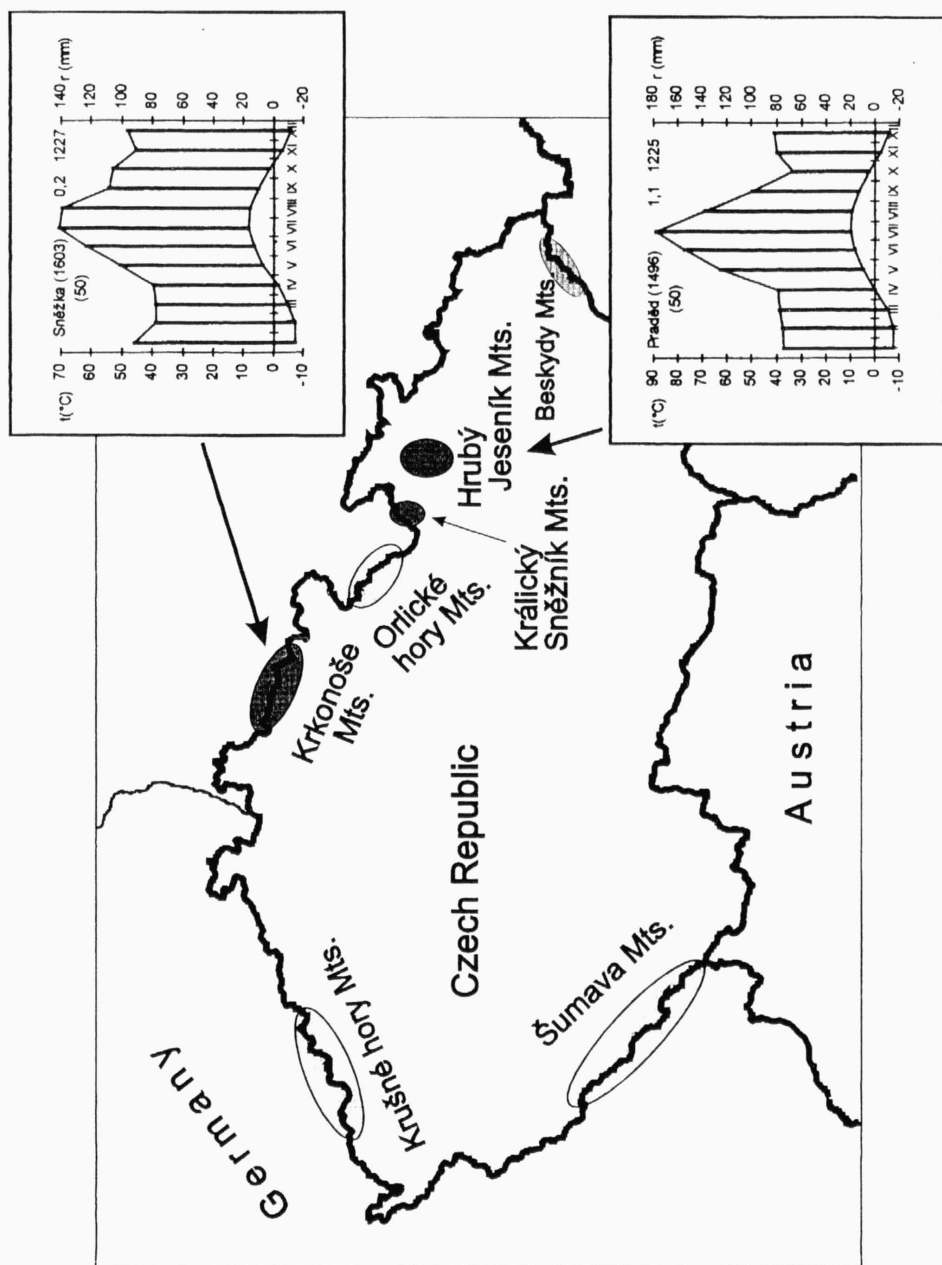 70 Sněžka (1603) 0,2 1227 140 r (mm)
t(°C) (50)
60 120
50 100
40 80
30 60
20 40
10 20
0 0
-10 III IV V VI VII VIII IX X XI XII -20
Germany
Krušné hory Mts.
Krkonoše
Mts.
Orlické
hory Mts.
Czech Republic
Hrubý
Jeseník Mts.
Králický
Sněžník Mts.
Beskydy Mts.
Šumava Mts.
Austria
90 Praděd (1496) 1,1 1225 180 r (mm)
t(°C) (50)
80 160
70 140
60 120
50 100
40 80
30 60
20 40
10 20
0 0
-10 III IV V VI VII VIII IX X XI XII -20